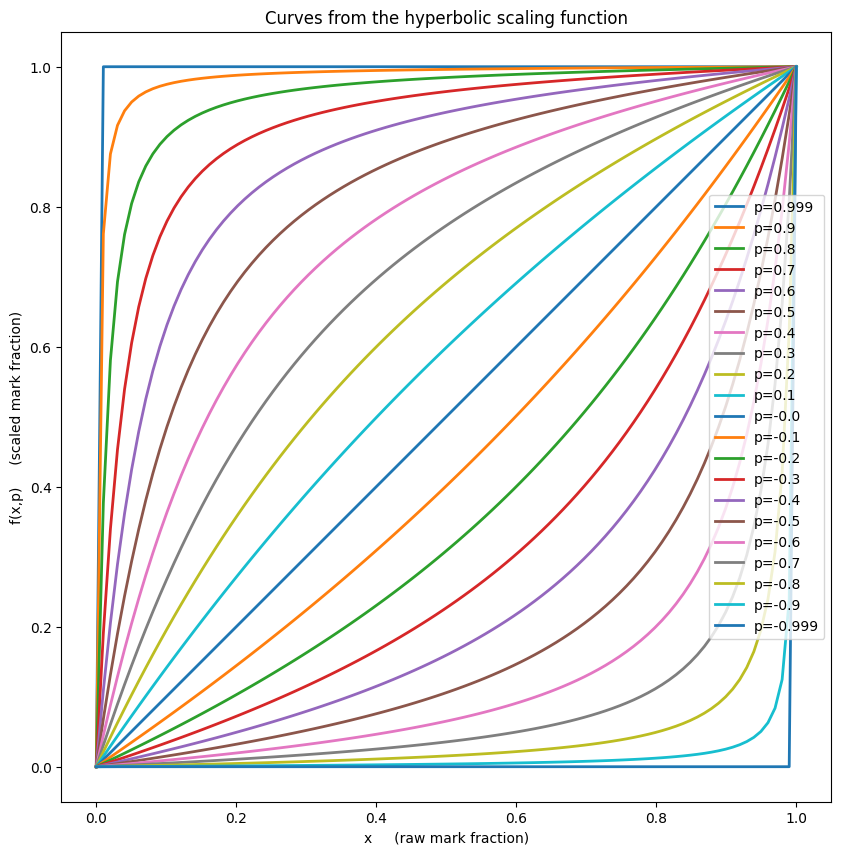 Curves from the hyperbolic scaling function
1.0
0.8
0.6
0.4
0.2
0.0
f(x,p)     (scaled mark fraction)
p=0.999
p=0.9
p=0.8
p=0.7
p=0.6
p=0.5
p=0.4
p=0.3
p=0.2
p=0.1
p=-0.0
p=-0.1
p=-0.2
p=-0.3
p=-0.4
p=-0.5
p=-0.6
p=-0.7
p=-0.8
p=-0.9
p=-0.999
0.0 0.2 0.4 0.6 0.8 1.0
x     (raw mark fraction)